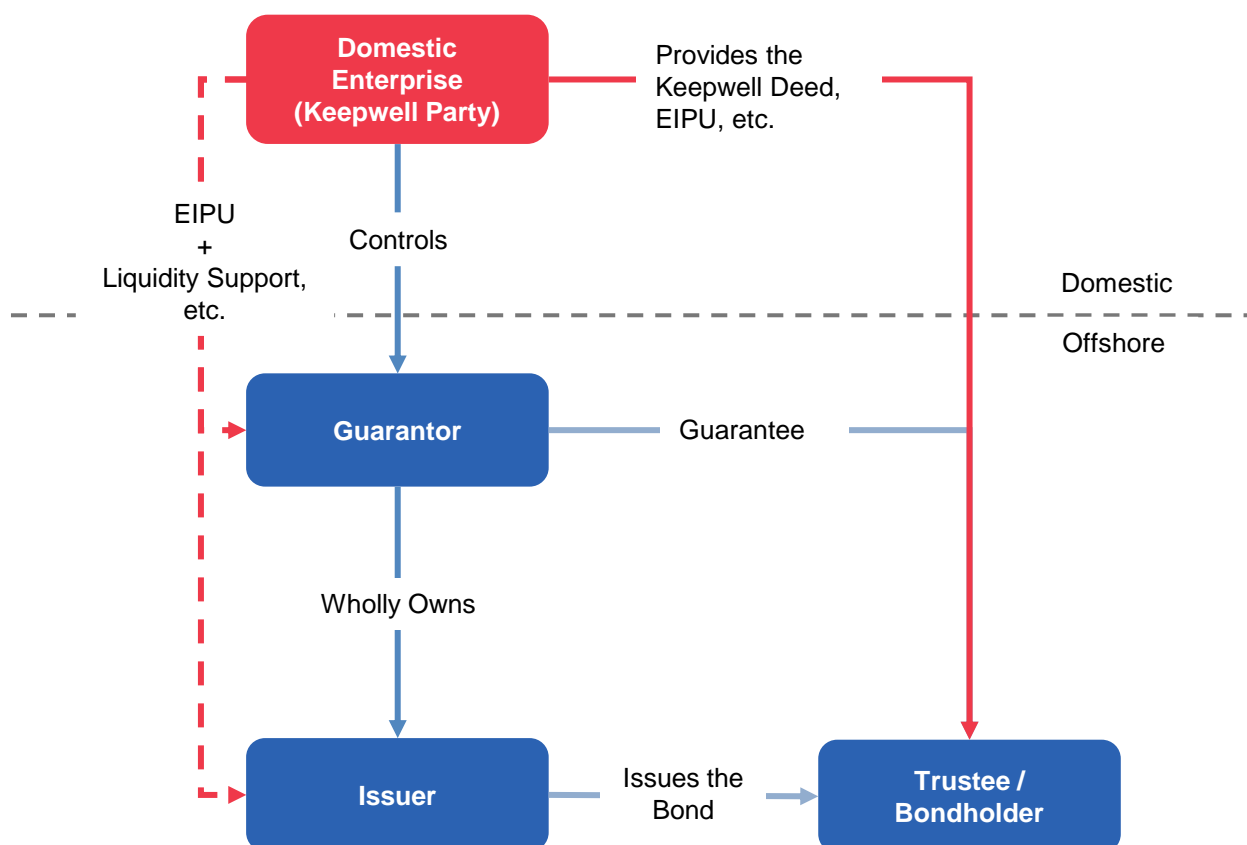 Domestic
Enterprise
(Keepwell Party)
Provides the
Keepwell Deed,
EIPU, etc.
EIPU
+
Liquidity Support,
etc.
Controls
Domestic
Offshore
Guarantor
Guarantee
Wholly Owns
Issuer
Issues the
Bond
Trustee /
Bondholder